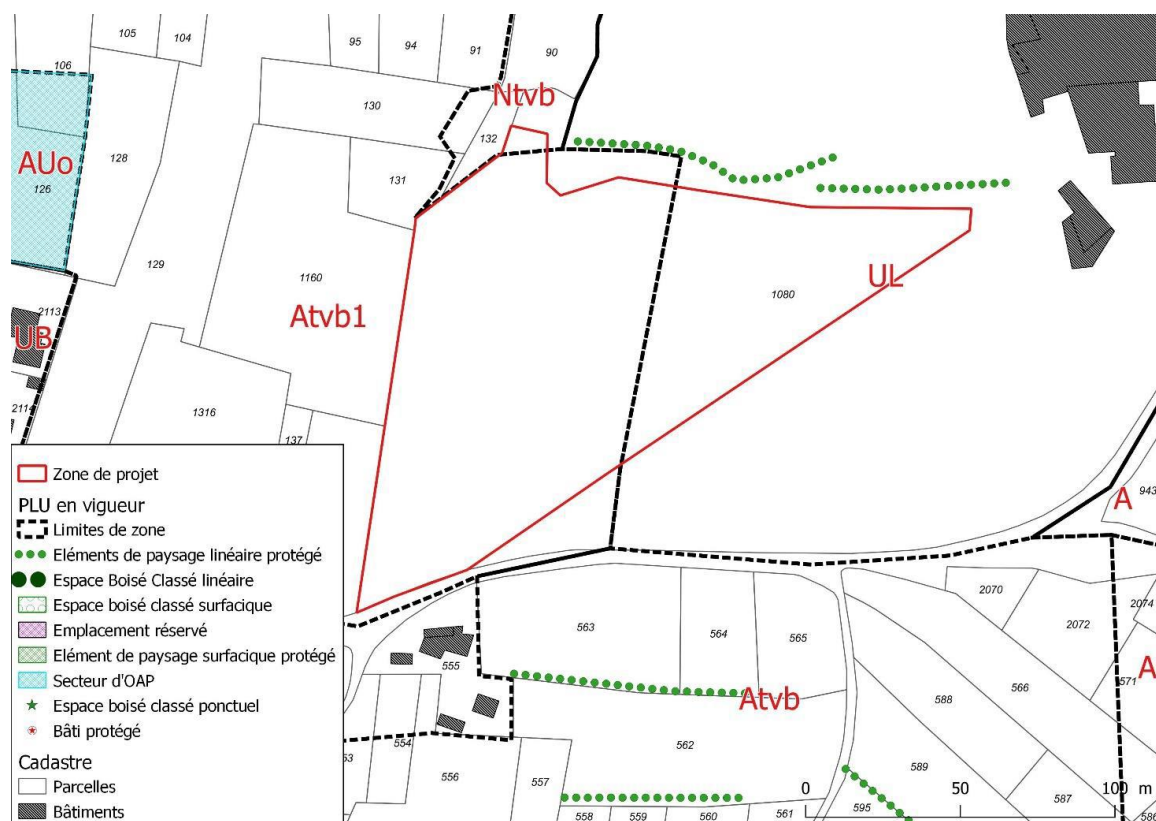 105
104
95
94
91
90
106
Ntvb
130
132
AUo
128
126
131
129
1160
1080
UL
Atvb1
2113
UB
2114
1316
137
Zone de projet
PLU en vigueur
Limites de zone
Eléments de paysage linéaire protégé
Espace Boisé Classé linéaire
Espace boisé classé surfacique
Emplacement réservé
Elément de paysage surfacique protégé
Secteur d'OAP
Espace boisé classé ponctuel
Bâti protégé
Cadastre
Parcelles
Bâtiments
A
943
2070
2074
2072
563
564
565
555
566
571
A
588
Atvb
562
554
53
556
557
589
587
595
586
558
559
560
561
0 50 100 m